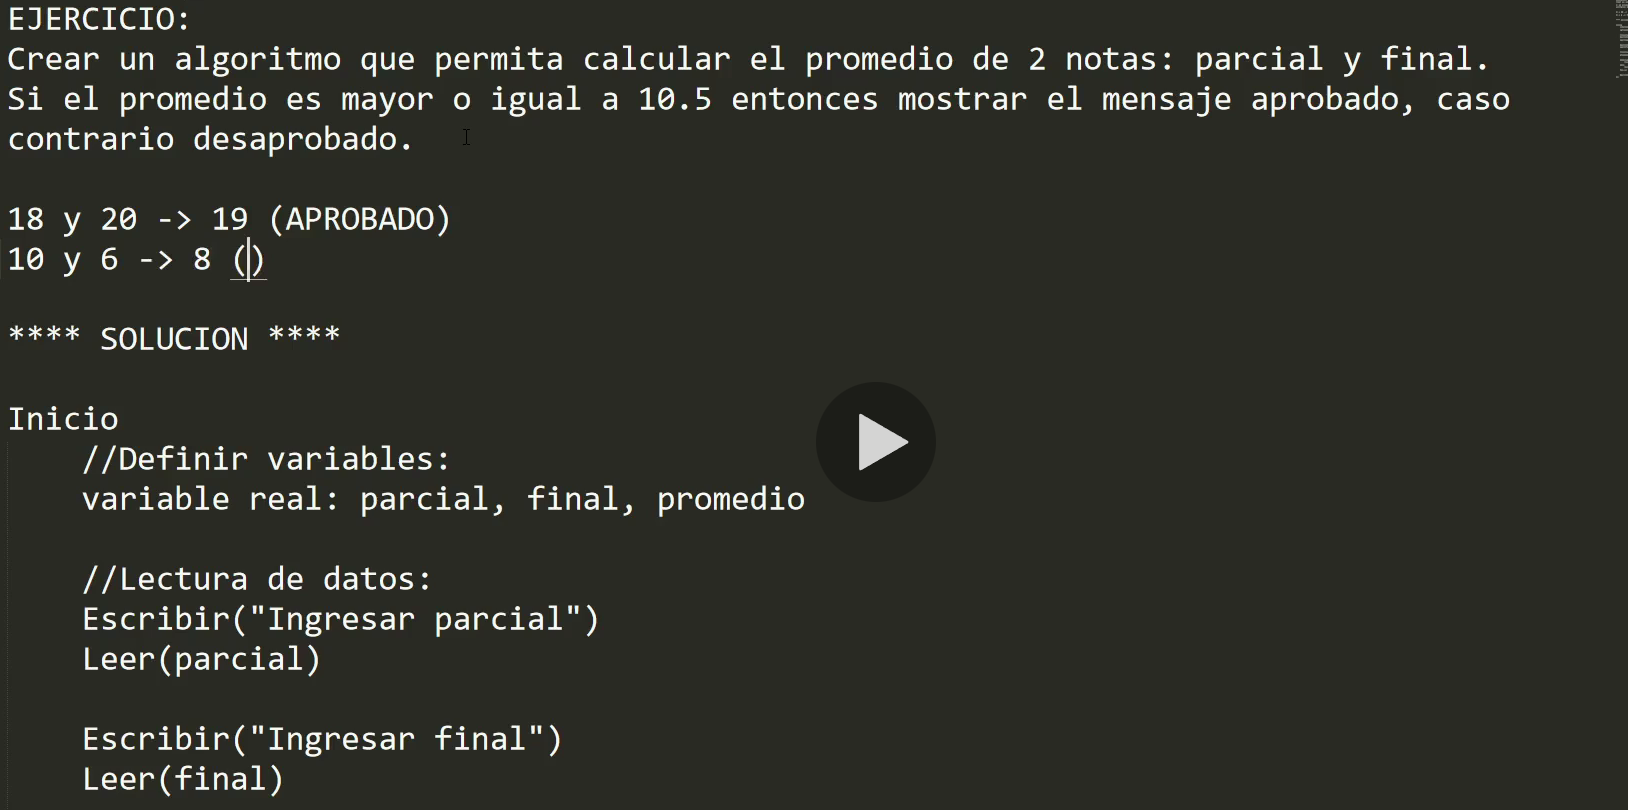 EJERCICIO:
Crear un algoritmo que permita calcular el promedio de 2 notas: parcial y final.
Si el promedio es mayor o igual a 10.5 entonces mostrar el mensaje aprobado, caso
contrario desaprobado.
18 y 20 -> 19 (APROBADO)
10 y 6 -> 8 ()
**** SOLUCION ****
Inicio
//Definir variables:
variable real: parcial, final, promedio
//Lectura de datos:
Escribir("Ingresar parcial")
Leer(parcial)
Escribir("Ingresar final")
Leer(final)